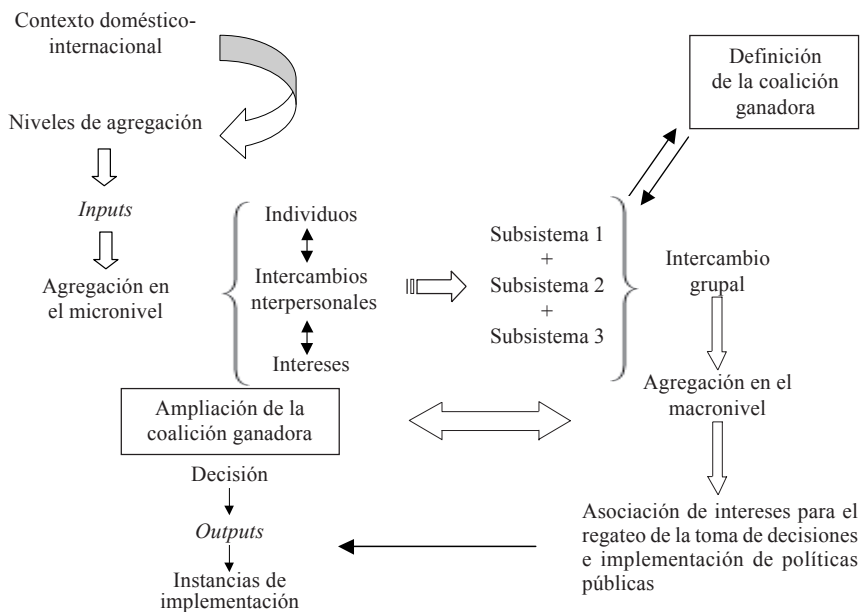 Contexto doméstico-
internacional
Niveles de agregación
Inputs
Agregación en
el micronivel
Individuos
Intercambios
nterpersonales
Intereses
Subsistema 1
+
Subsistema 2
+
Subsistema 3
Definición
de la coalición
ganadora
Intercambio
grupal
Agregación en el
macronivel
Asociación de intereses para el
regateo de la toma de decisiones
e implementación de políticas
públicas
Ampliación de la
coalición ganadora
Decisión
Outputs
Instancias de
implementación